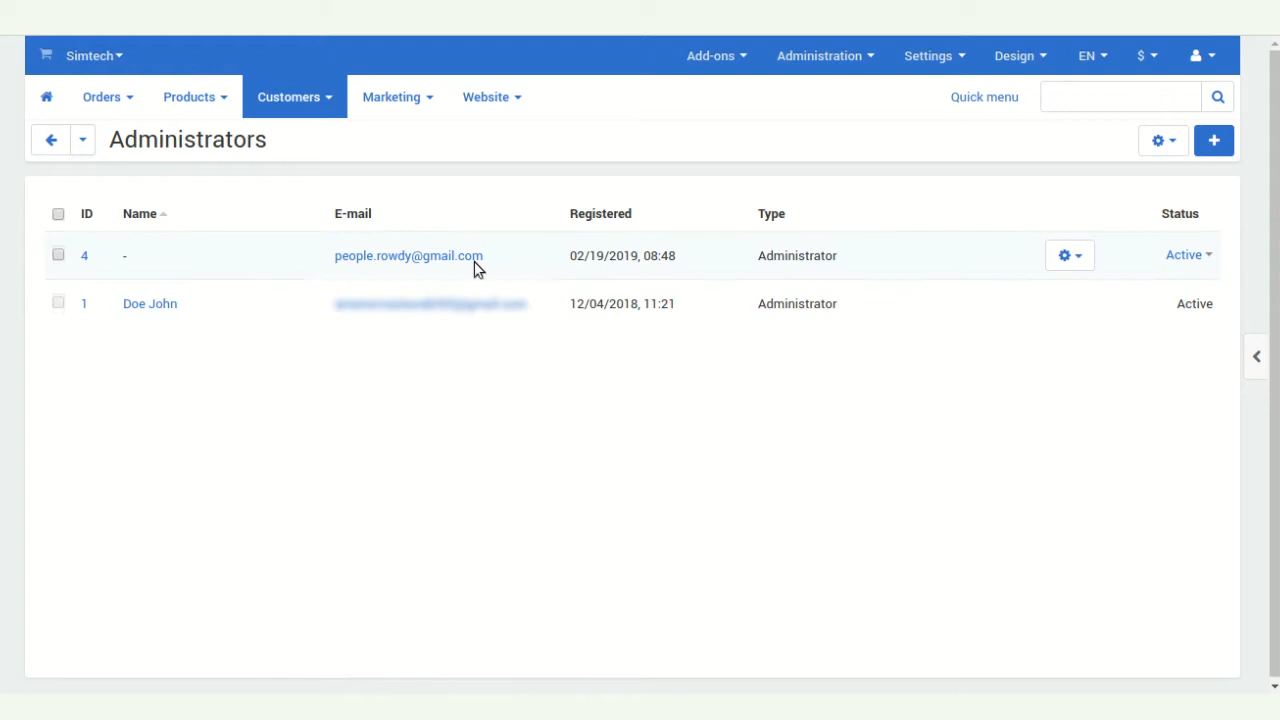 Simtech Add-ons Administration Settings Design EN $
Orders Products Customers Marketing Website Quick menu
Administrators
ID Name E-mail Registered Type Status
4 - people.rowdy@gmail.com 02/19/2019, 08:48 Administrator Active
1 Doe John 12/04/2018, 11:21 Administrator Active